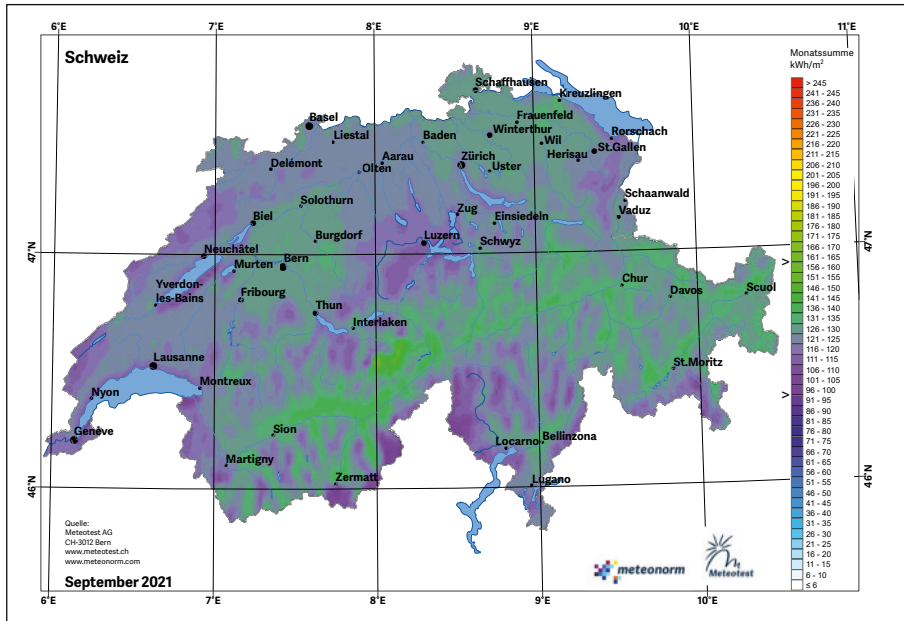 6°E 7°E 8°E 9°E 10°E 11°E
Schweiz
Monatssumme
kWh/m²
> 245
241 - 245
236 - 240
231 - 235
226 - 230
221 - 225
216 - 220
211 - 215
206 - 210
201 - 205
196 - 200
191 - 195
186 - 190
181 - 185
176 - 180
171 - 175
166 - 170
161 - 165
156 - 160
151 - 155
146 - 150
141 - 145
136 - 140
131 - 135
126 - 130
121 - 125
116 - 120
111 - 115
106 - 110
101 - 105
96 - 100
91 - 95
86 - 90
81 - 85
76 - 80
71 - 75
66 - 70
61 - 65
56 - 60
51 - 55
46 - 50
41 - 45
36 - 40
31 - 35
26 - 30
21 - 25
16 - 20
11 - 15
6 - 10
≤ 6
Schaffhausen
Kreuzlingen
Basel
Frauenfeld
Liestal
Baden
Winterthur
Rorschach
Wil
St.Gallen
Delémont
Aarau
Olten
Zürich
Uster
Herisau
Schaanwald
Solothurn
Zug
Vaduz
Biel
Einsiedeln
Burgdorf
Luzern
Schwyz
Neuchâtel
47°N
47°N
Bern
Murten
>
Chur
Davos
Scuol
Yverdon-
les-Bains
Fribourg
Thun
Interlaken
Lausanne
St.Moritz
Montreux
Nyon
>
Genève
Sion
Locarno
Bellinzona
Martigny
Zermatt
Lugano
46°N
46°N
Quelle:
Meteotest AG
CH-3012 Bern
www.meteotest.ch
www.meteonorm.com
meteonorm
Meteotest
September 2021
6°E 7°E 8°E 9°E 10°E